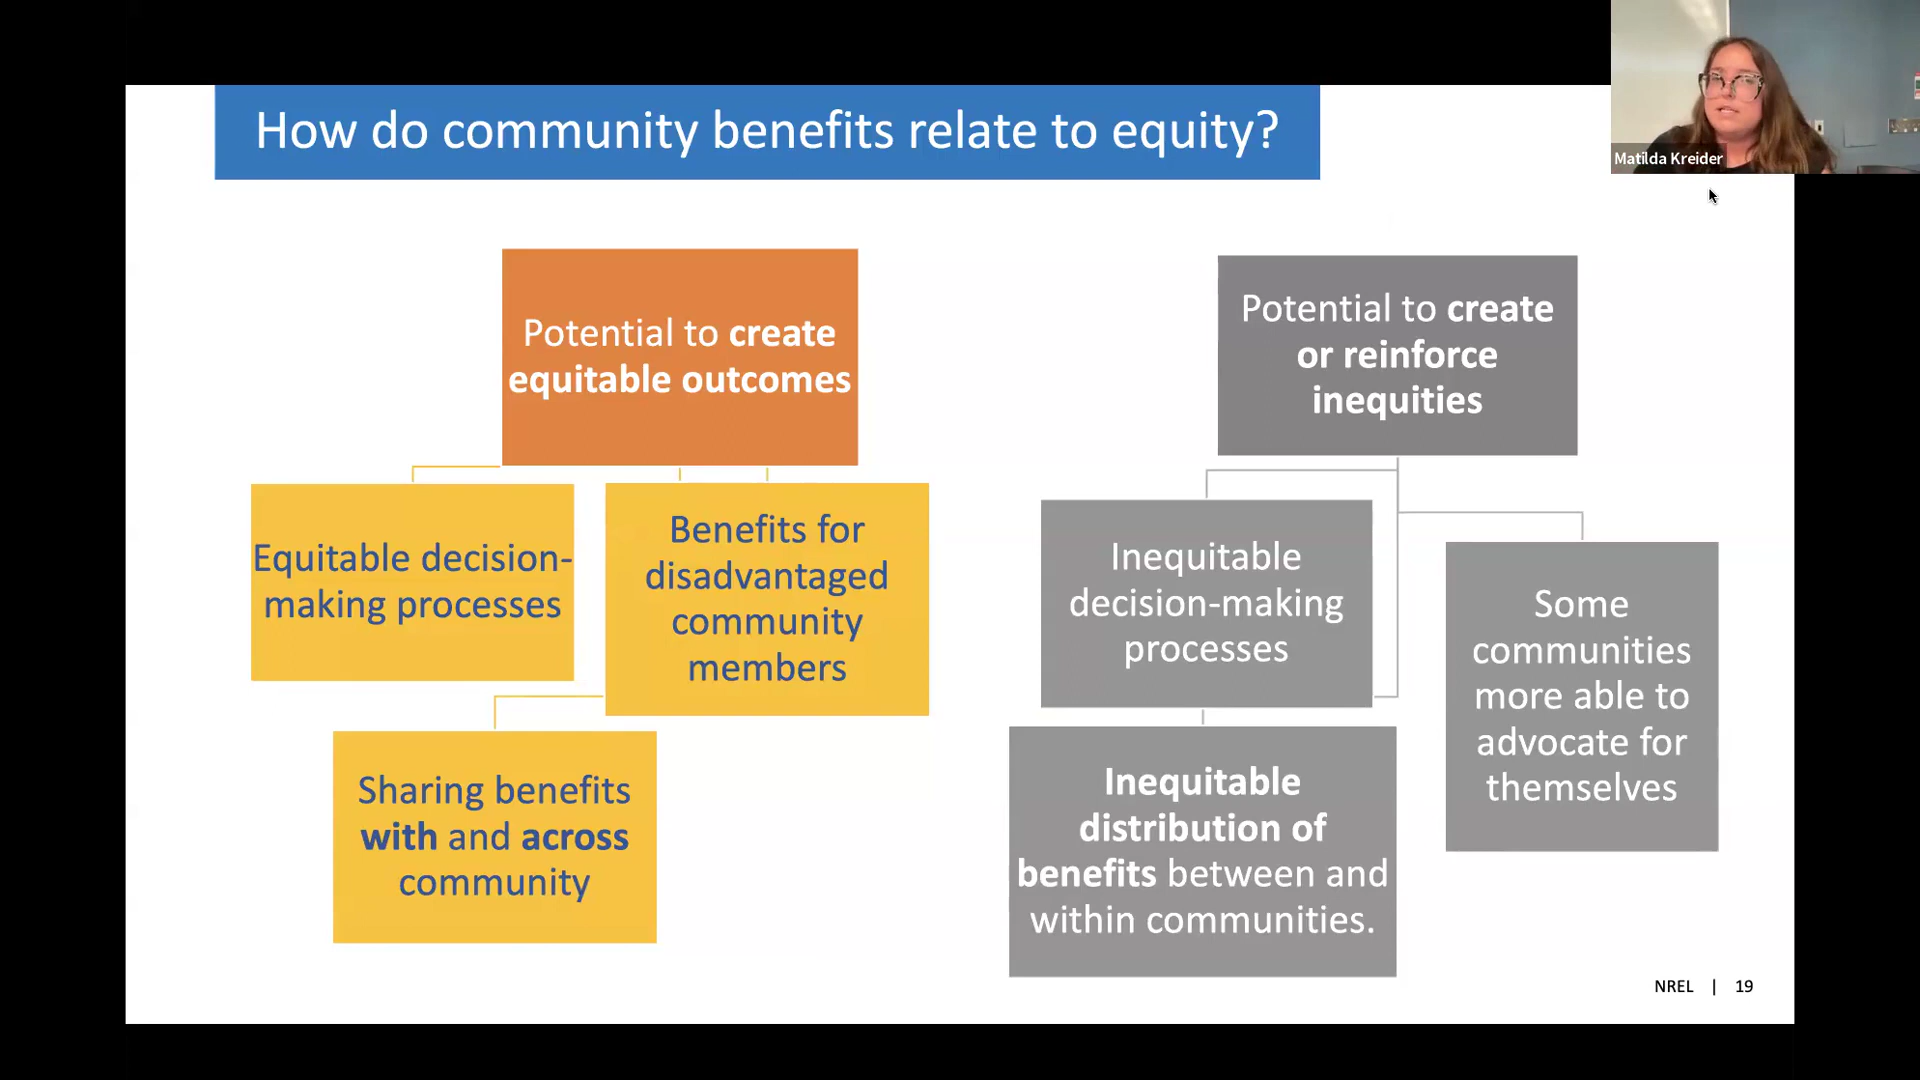 How do community benefits relate to equity?
Matilda Kreider
Potential to create
equitable outcomes
Equitable decision-
making processes
Benefits for
disadvantaged
community
members
Sharing benefits
with and across
community
Potential to create
or reinforce
inequities
Inequitable
decision-making
processes
Some
communities
more able to
advocate for
themselves
Inequitable
distribution of
benefits between and
within communities.
NREL | 19